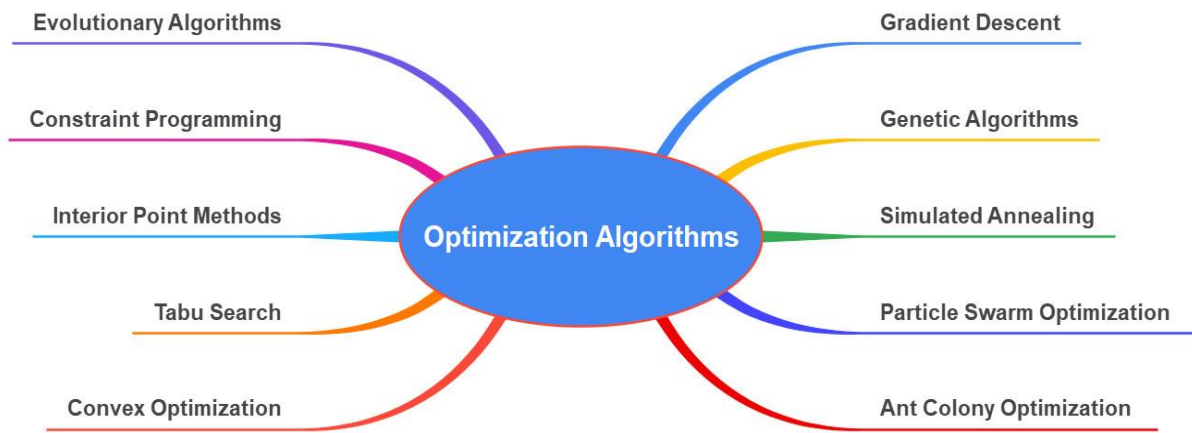 Evolutionary Algorithms
Gradient Descent
Constraint Programming
Genetic Algorithms
Interior Point Methods
Optimization Algorithms
Simulated Annealing
Tabu Search
Particle Swarm Optimization
Convex Optimization
Ant Colony Optimization